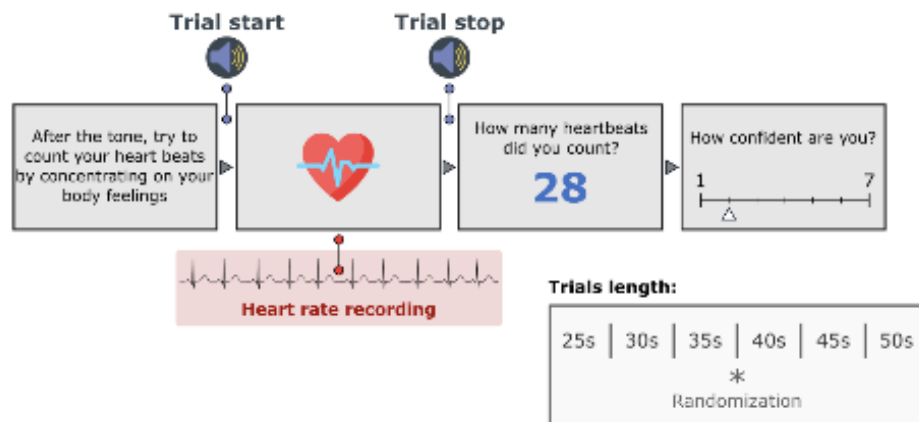 Trial start
Trial stop
After the tone, try to
count your heart beats
by concentrating on your
body feelings
How many heartbeats
did you count?
28
How confident are you?
1 7
Heart rate recording
Trials length:
25s 30s 35s 40s 45s 50s
*
Randomization